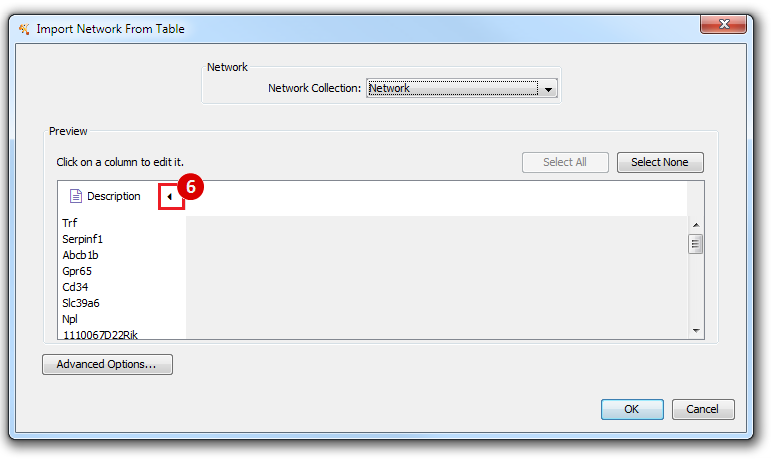 Import Network From Table
Network
Network Collection: Network
Preview
Click on a column to edit it.
Select All
Select None
Description
6
Trf
Serpinf1
Abcb1b
Gpr65
Cd34
Slc39a6
Npl
1110067D22Rik
Advanced Options...
OK
Cancel